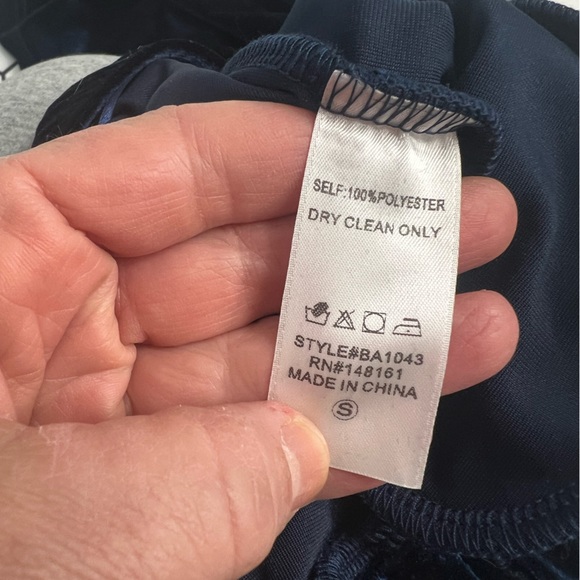 SELF:100%POLYESTER
DRY CLEAN ONLY
STYLE#BA1043
RN#148161
MADE IN CHINA
S